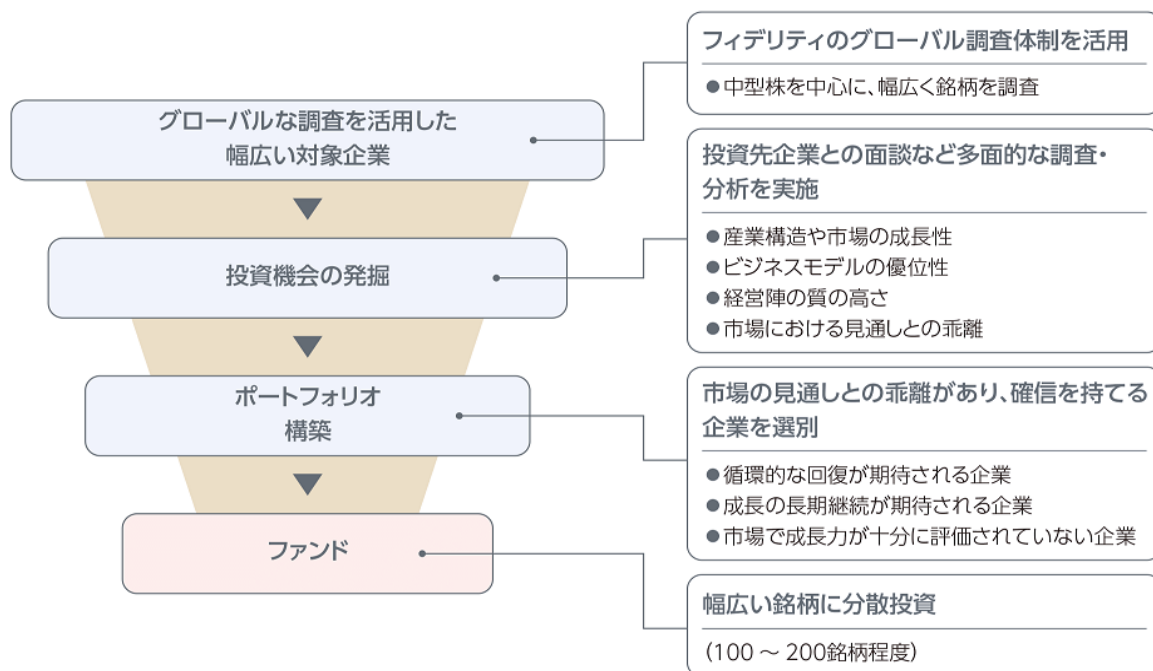 グローバルな調査を活用した
幅広い対象企業
投資機会の発掘
ポートフォリオ
構築
ファンド
フィデリティのグローバル調査体制を活用
●中型株を中心に、幅広く銘柄を調査
投資先企業との面談など多面的な調査・
分析を実施
●産業構造や市場の成長性
●ビジネスモデルの優位性
●経営陣の質の高さ
●市場における見通しとの乖離
市場の見通しとの乖離があり、確信を持てる
企業を選別
●循環的な回復が期待される企業
●成長の長期継続が期待される企業
●市場で成長力が十分に評価されていない企業
幅広い銘柄に分散投資
(100 ～ 200銘柄程度)